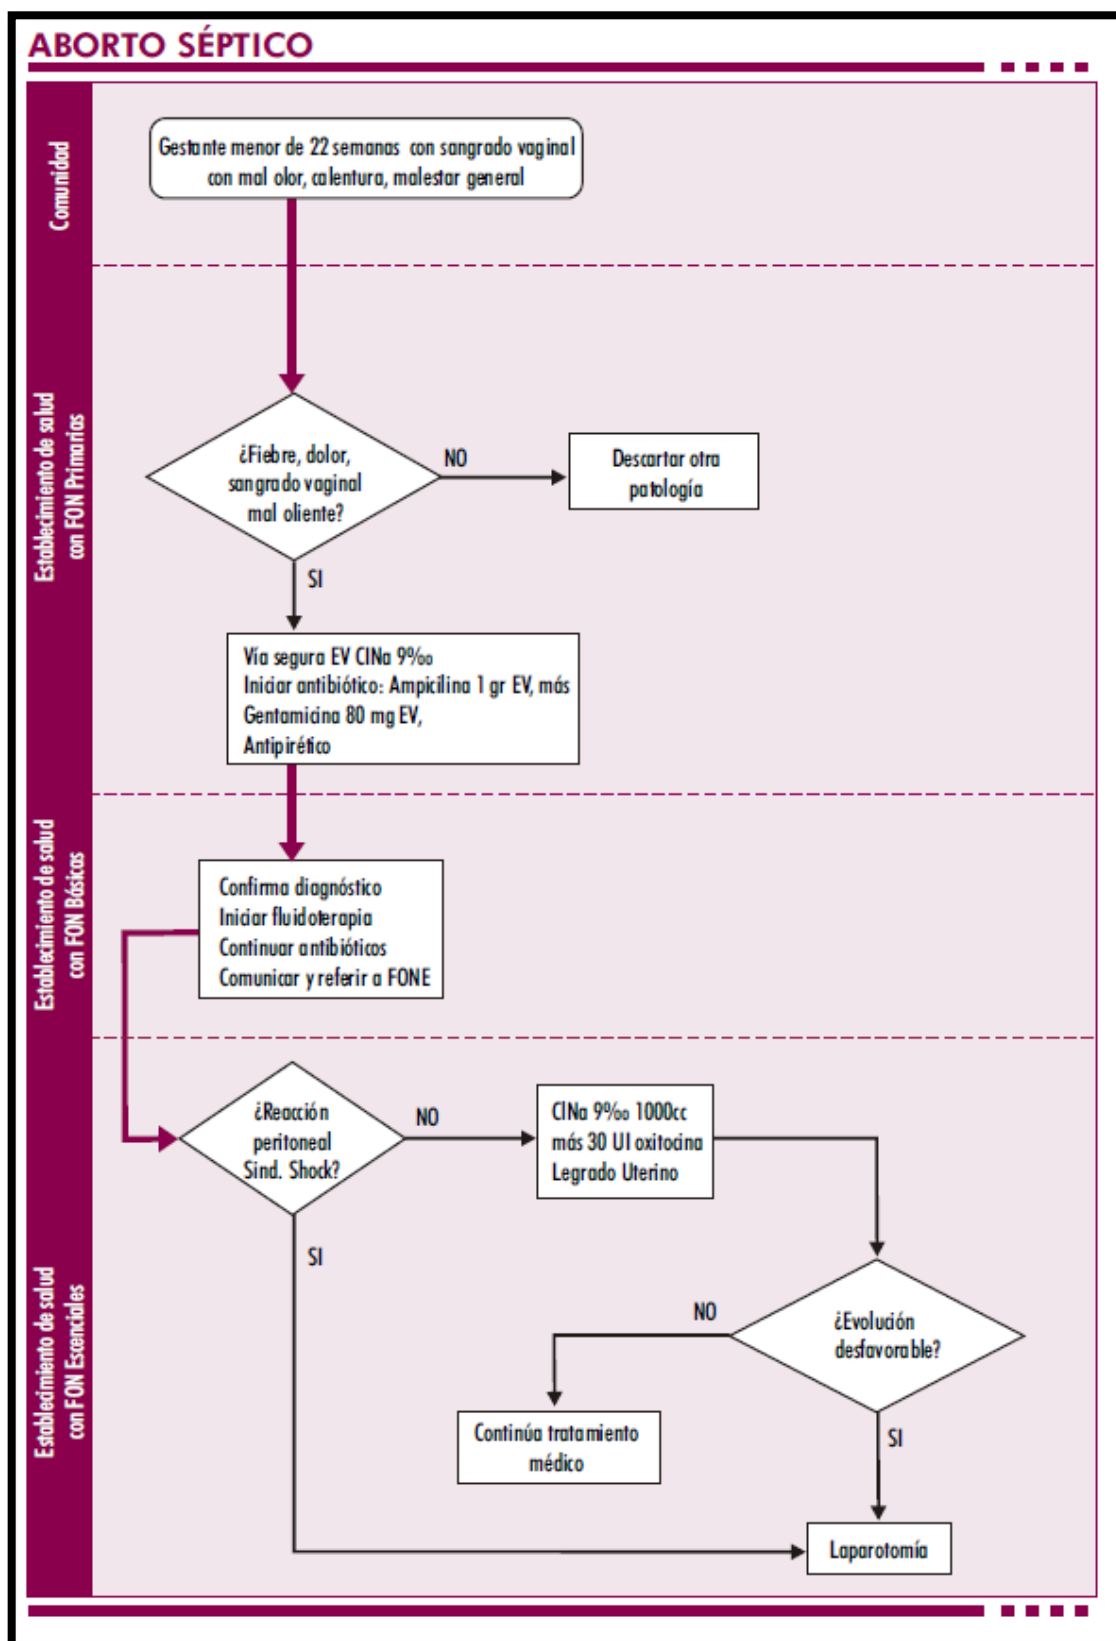 ABORTO SÉPTICO
Comunidad
Gestante menor de 22 semanas con sangrado vaginal
con mal olor, calentura, malestar general
Establecimiento de salud
con FON Primarias
¿Fiebre, dolor,
sangrado vaginal
mal oliente?
NO
Descartar otra
patología
SI
Vía segura EV ClNa 9‰
Iniciar antibiótico: Ampicilina 1 gr EV, más
Gentamicina 80 mg EV,
Antipirético
Establecimiento de salud
con FON Básicas
Confirma diagnóstico
Iniciar fluidoterapia
Continuar antibióticos
Comunicar y referir a FONE
Establecimiento de salud
con FON Escenciales
¿Reacción
peritoneal
Sind. Shock?
NO
ClNa 9‰ 1000cc
más 30 UI oxitocina
Legrado Uterino
SI
¿Evolución
desfavorable?
NO
Continúa tratamiento
médico
SI
Laparotomía